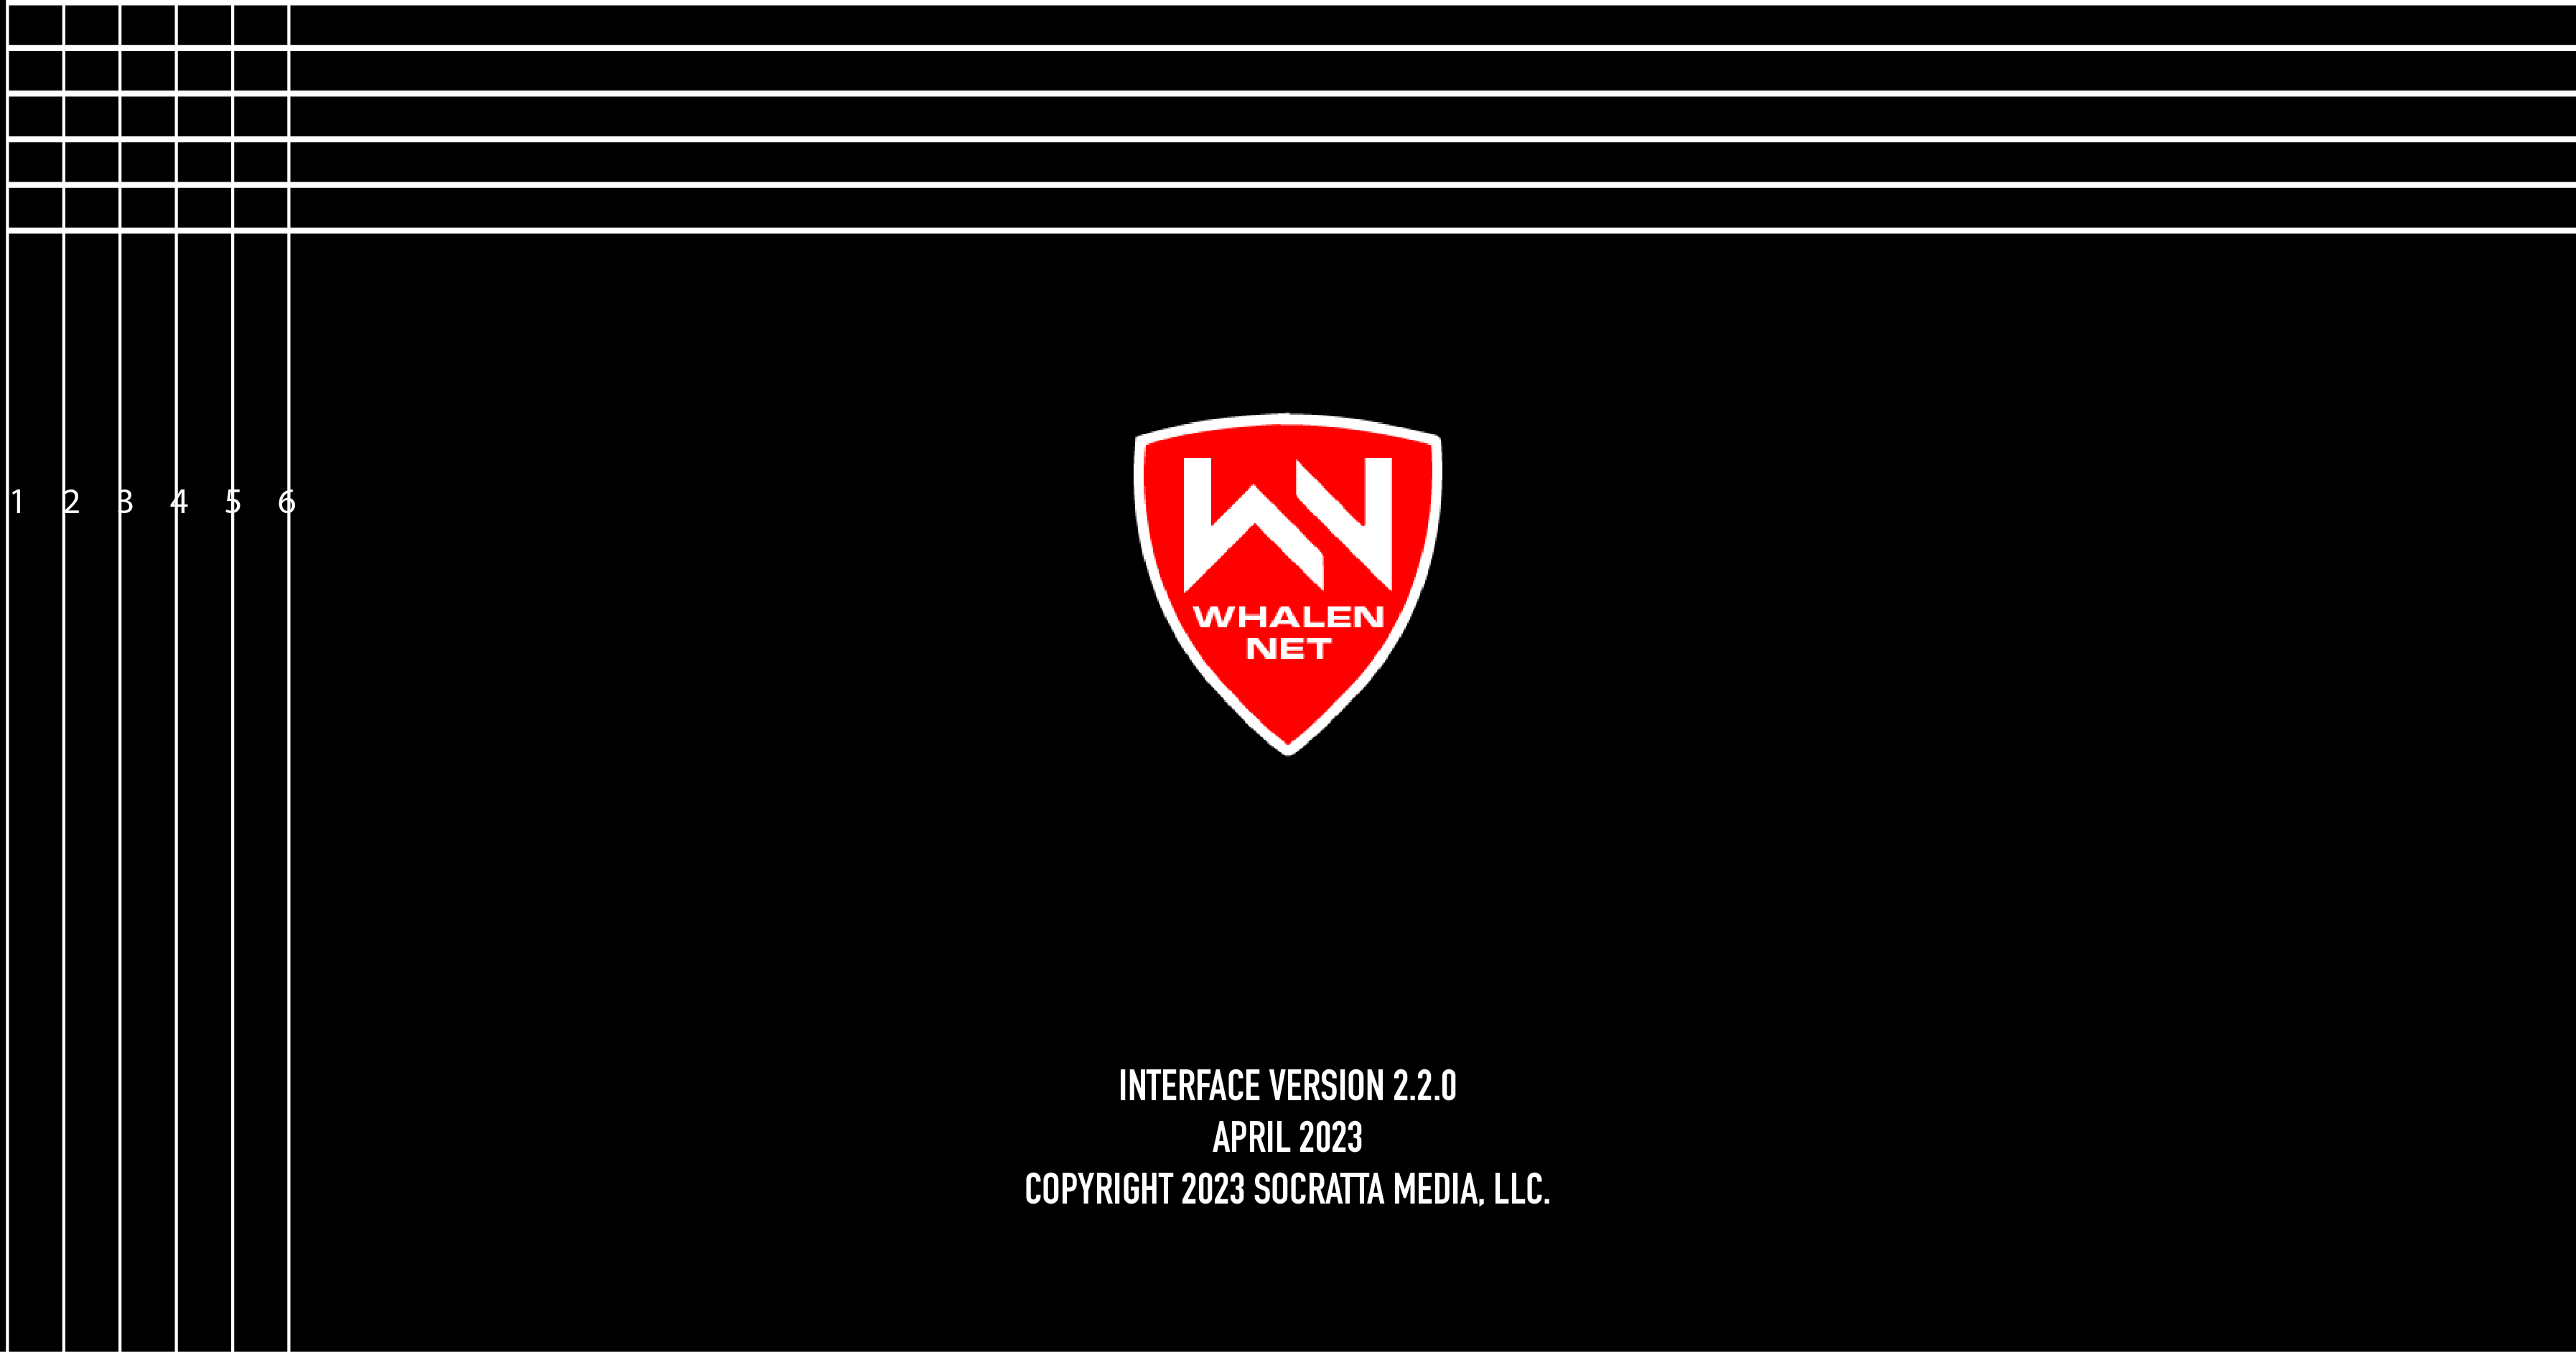 1 2 3 4 5 6
WHALEN
NET
INTERFACE VERSION 2.2.0
APRIL 2023
COPYRIGHT 2023 SOCRATTA MEDIA, LLC.